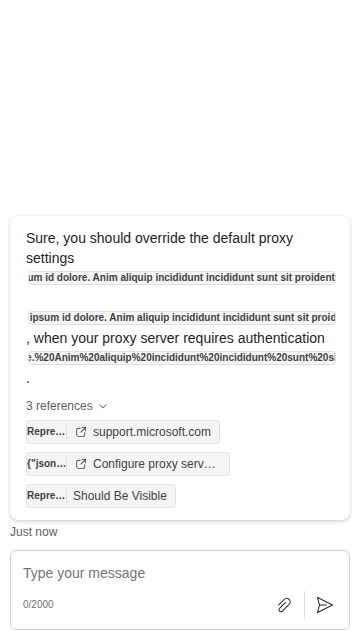 Sure, you should override the default proxy
settings
um id dolore. Anim aliquip incididunt incididunt sunt sit proident
ipsum id dolore. Anim aliquip incididunt incididunt sunt sit proid
, when your proxy server requires authentication
e.%20Anim%20aliquip%20incididunt%20incididunt%20sunt%20si
.
3 references
Repre… support.microsoft.com
{"json… Configure proxy serv…
Repre… Should Be Visible
Just now
Type your message
0/2000